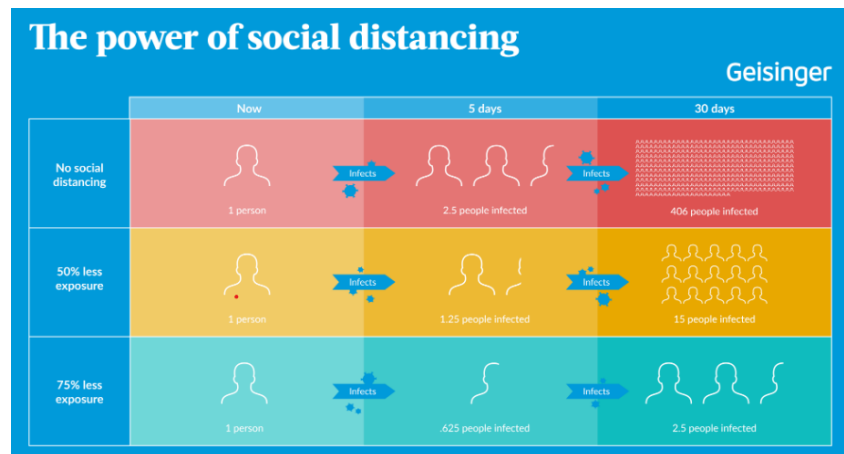 The power of social distancing
Geisinger
Now
5 days
30 days
No social
distancing
Infects
Infects
1 person
2.5 people infected
406 people infected
50% less
exposure
Infects
Infects
1 person
1.25 people infected
15 people infected
75% less
exposure
Infects
Infects
1 person
.625 people infected
2.5 people infected